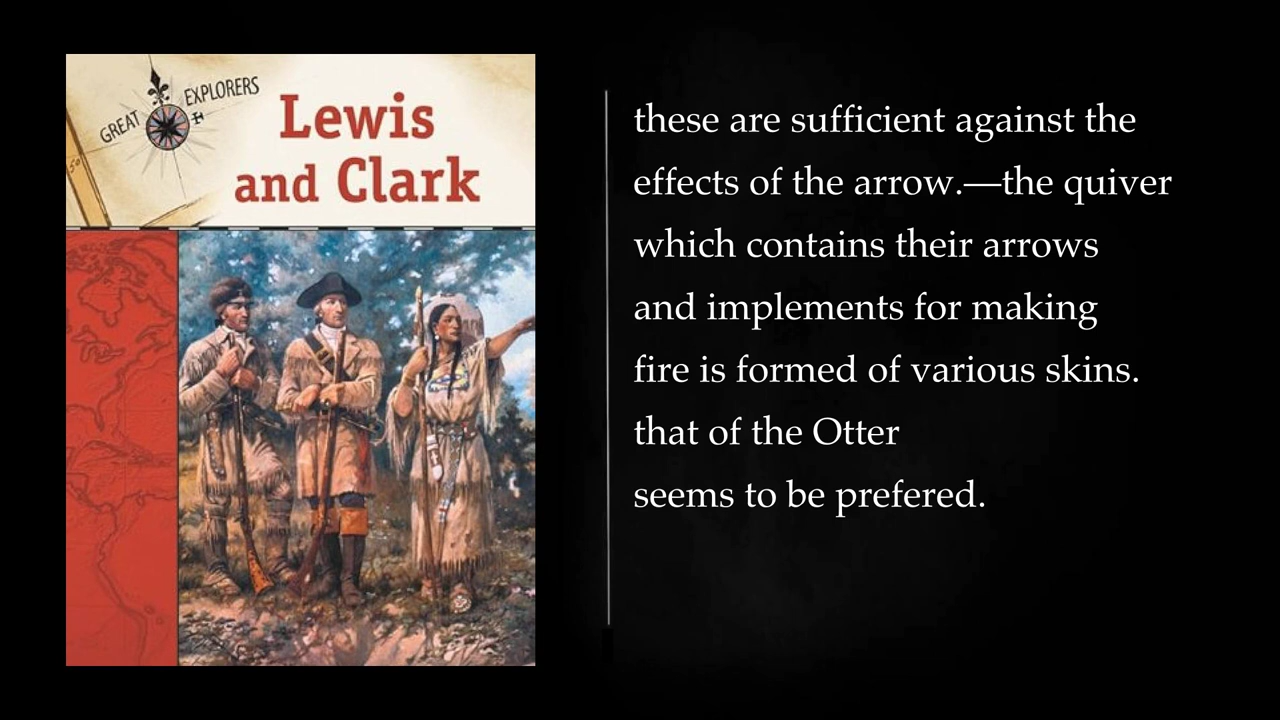 GREAT EXPLORERS
Lewis
and Clark
50
these are sufficient against the
effects of the arrow.—the quiver
which contains their arrows
and implements for making
fire is formed of various skins.
that of the Otter
seems to be prefered.